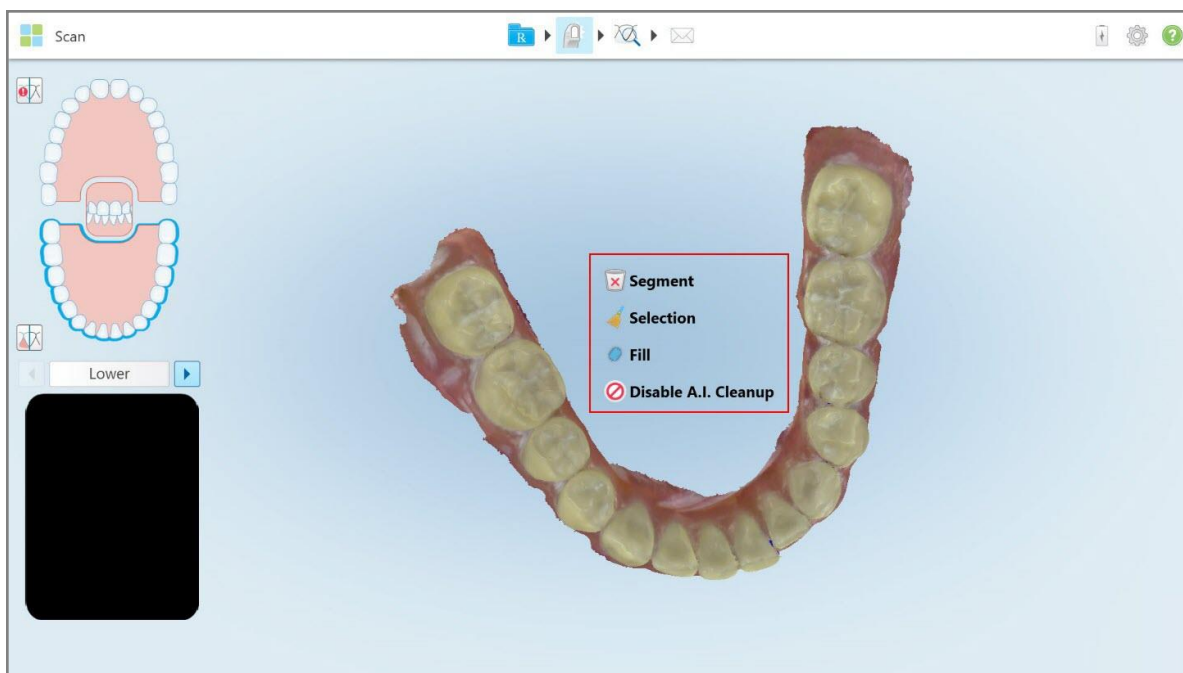 Scan
R
Segment
Selection
Fill
Disable A.I. Cleanup
Lower
?